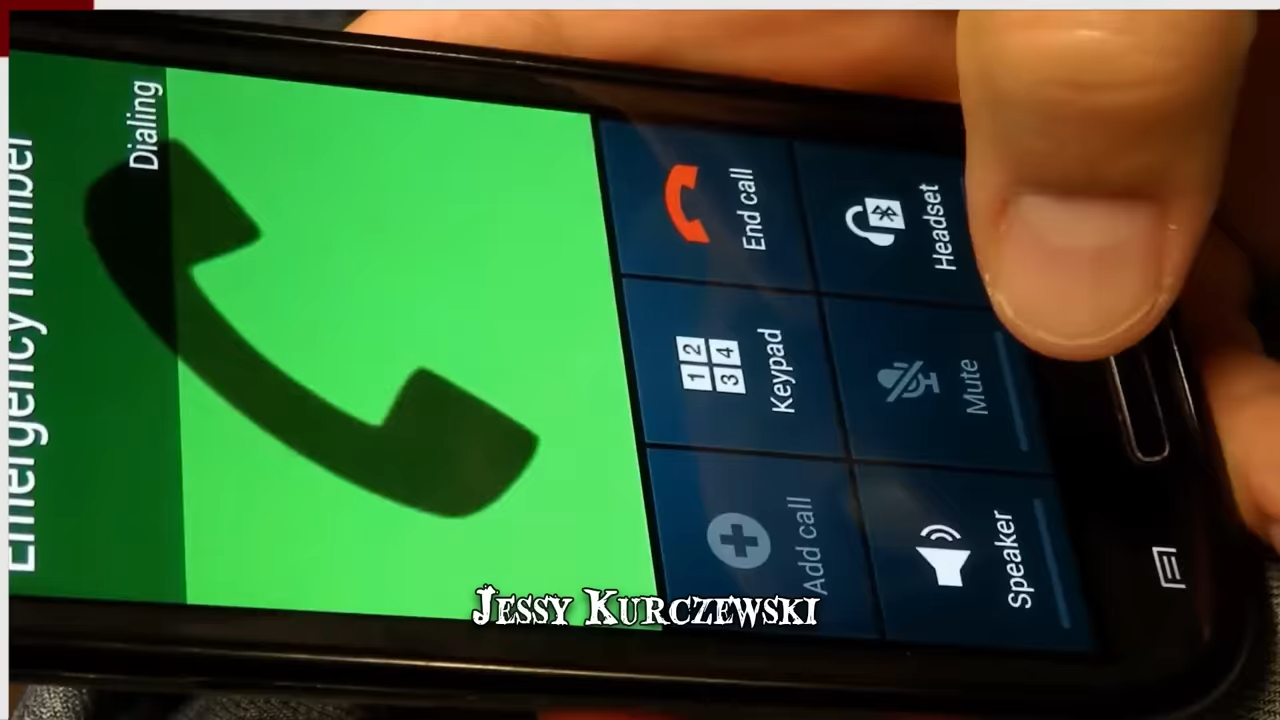 Emergency number
Dialing
End call
Keypad
1 2
3 4
Add call
Headset
Mute
Speaker
Jessy Kurczewski